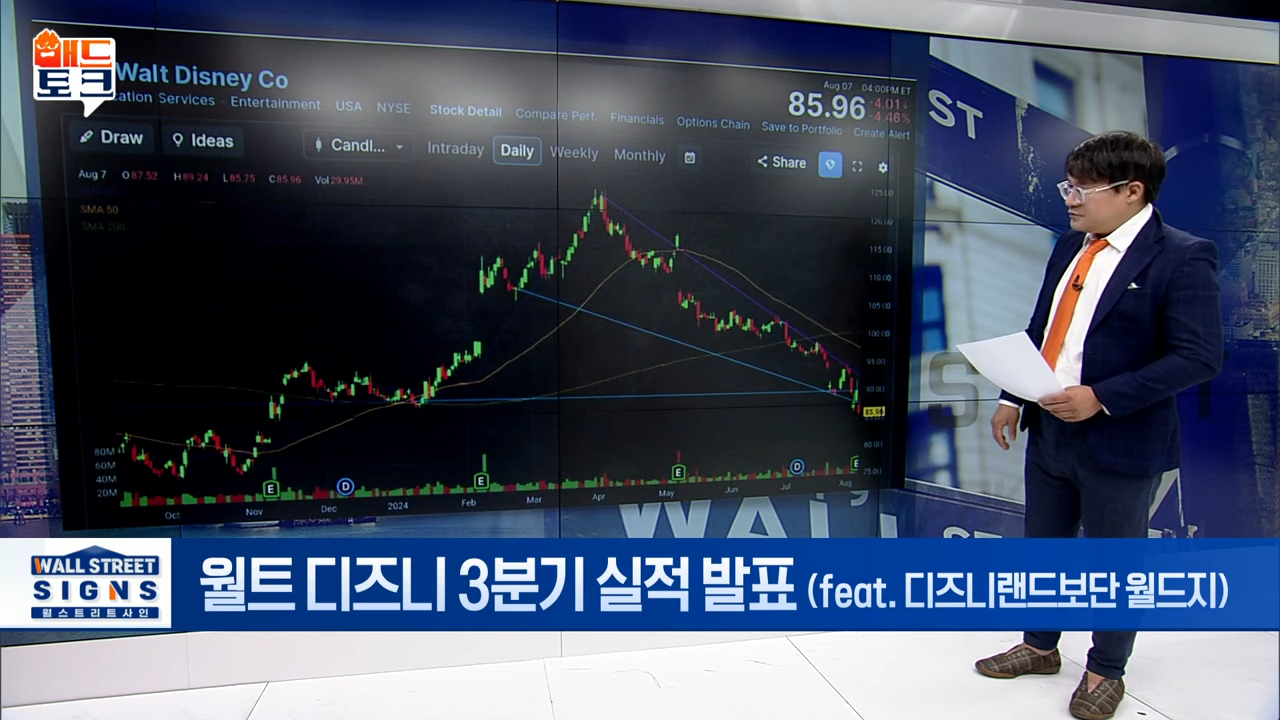 매드
토크
Walt Disney Co
cation Services · Entertainment USA NYSE Stock Detail Compare Perf. Financials Options Chain Save to Portfolio Create Alert
Aug 07 04:00PM ET
85.96 -4.01↓
-4.46%
Draw Ideas Candl... Intraday Daily Weekly Monthly Share
Aug 7 O87.52 H89.24 L85.75 C85.96 Vol29.95M
SMA 50
SMA 200
125.00
120.00
115.00
110.00
105.00
100.00
95.00
90.00
85.96
80.00
75.00
80M
60M
40M
20M
E D E E D E
Oct Nov Dec 2024 Feb Mar Apr May Jun Jul Aug
ST
S
WALL
ST
WALL STREET
SIGNS
월스트리트사인
월트 디즈니 3분기 실적 발표 (feat. 디즈니랜드보단 월드지)